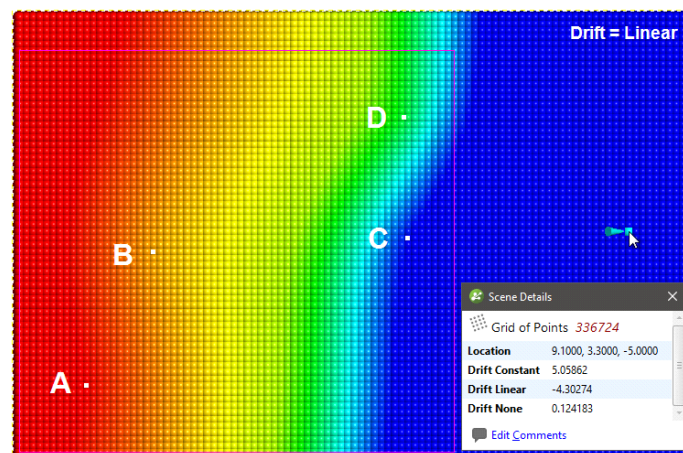 Drift = Linear
D
C
B
A
Scene Details
Grid of Points 336724
Location 9.1000, 3.3000, -5.0000
Drift Constant 5.05862
Drift Linear -4.30274
Drift None 0.124183
Edit Comments